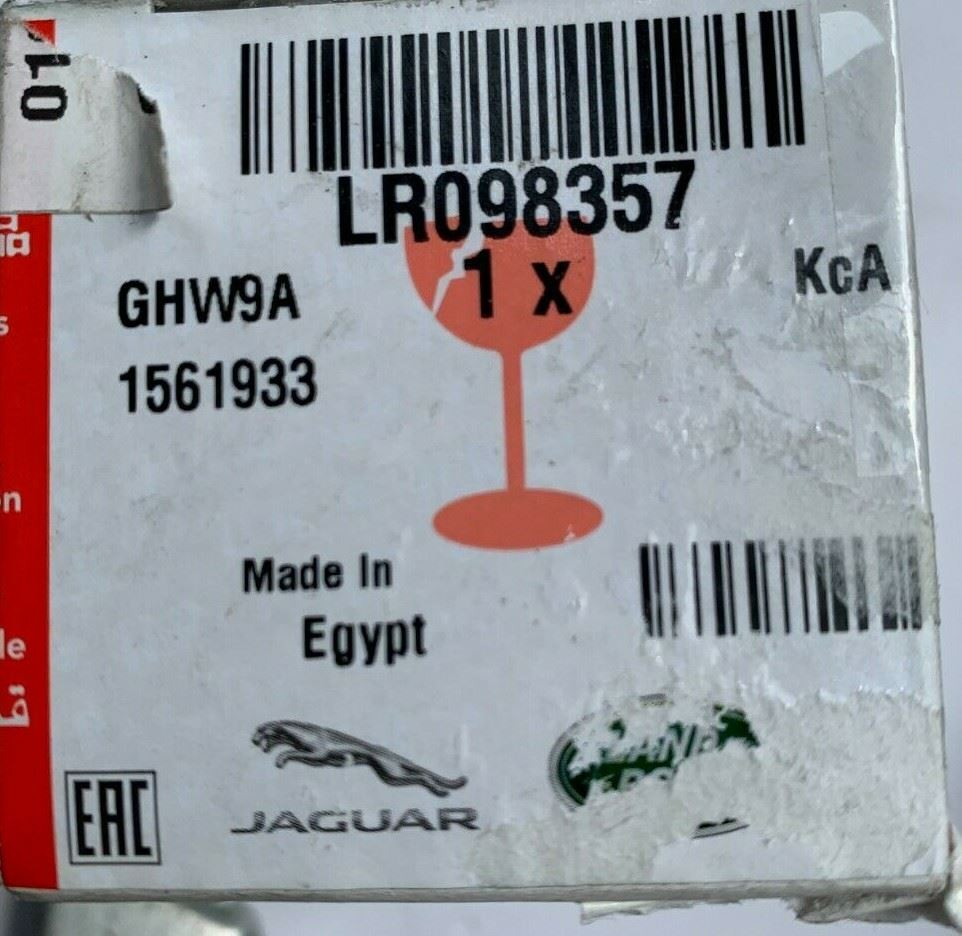 01
LR098357
1 x
KcA
GHW9A
1561933
Made In
Egypt
JAGUAR
EAC